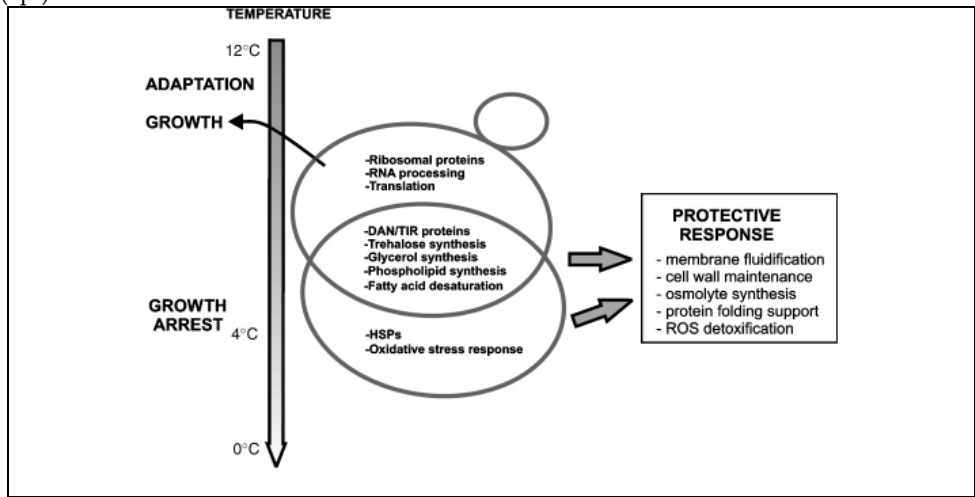 TEMPERATURE
12°C
ADAPTATION
GROWTH
-Ribosomal proteins
-RNA processing
-Translation
-DAN/TIR proteins
-Trehalose synthesis
-Glycerol synthesis
-Phospholipid synthesis
-Fatty acid desaturation
GROWTH
ARREST
4°C
-HSPs
-Oxidative stress response
0°C
PROTECTIVE
RESPONSE
- membrane fluidification
- cell wall maintenance
- osmolyte synthesis
- protein folding support
- ROS detoxification